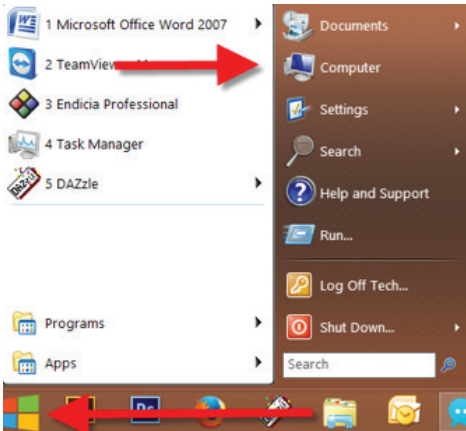 1 Microsoft Office Word 2007
2 TeamView
3 Endicia Professional
4 Task Manager
5 DAZzle
Programs
Apps
Documents
Computer
Settings
Search
Help and Support
Run...
Log Off Tech...
Shut Down...
Search